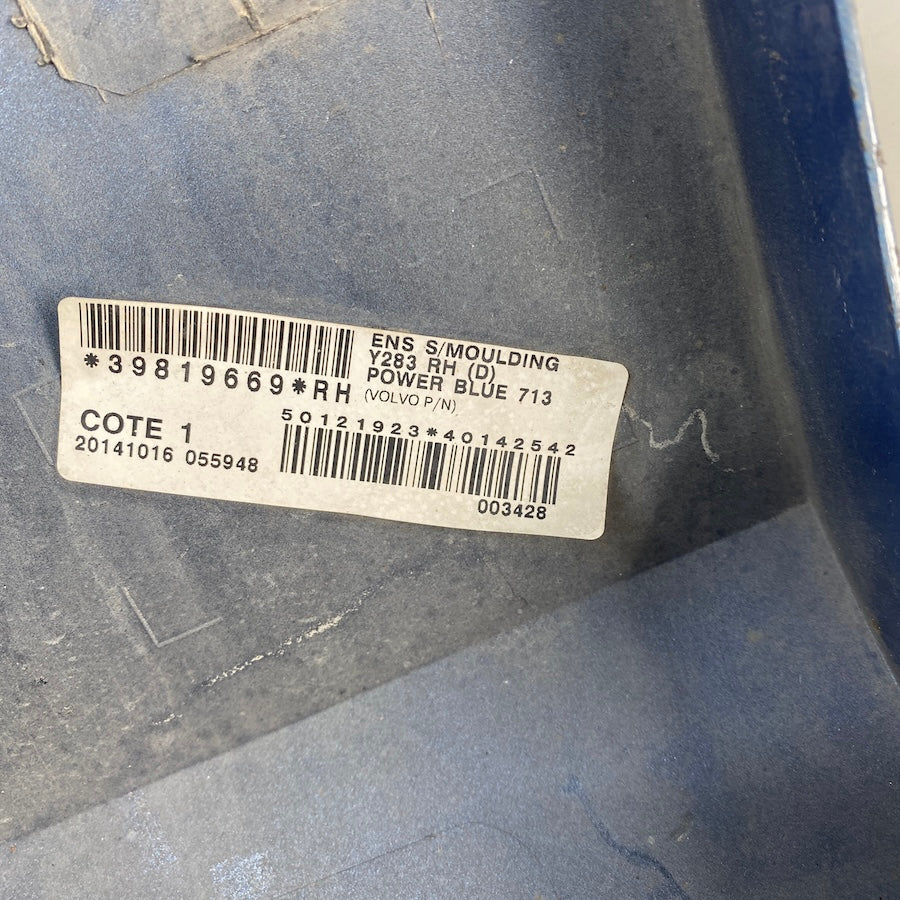 *39819669*RH
ENS S/MOULDING
Y283 RH (D)
POWER BLUE 713
(VOLVO P/N)
COTE 1
20141016 055948
50121923*40142542
003428